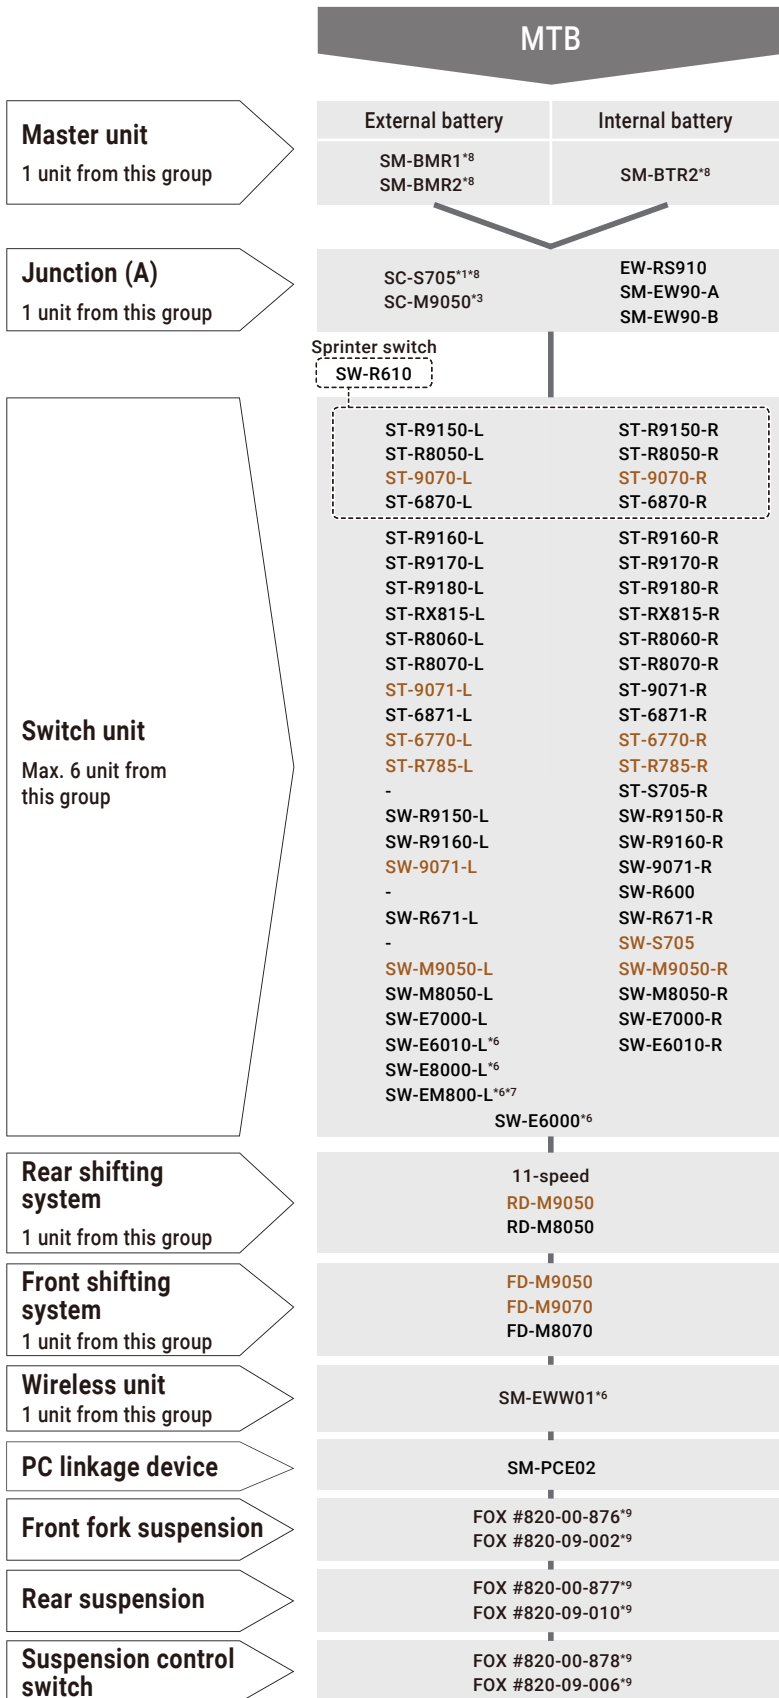 MTB
Master unit
1 unit from this group
External battery
Internal battery
SM-BMR1*8
SM-BMR2*8
SM-BTR2*8
Junction (A)
1 unit from this group
SC-S705*1*8
SC-M9050*3
EW-RS910
SM-EW90-A
SM-EW90-B
Sprinter switch
SW-R610
Switch unit
Max. 6 unit from
this group
ST-R9150-L ST-R9150-R
ST-R8050-L ST-R8050-R
ST-9070-L ST-9070-R
ST-6870-L ST-6870-R
ST-R9160-L ST-R9160-R
ST-R9170-L ST-R9170-R
ST-R9180-L ST-R9180-R
ST-RX815-L ST-RX815-R
ST-R8060-L ST-R8060-R
ST-R8070-L ST-R8070-R
ST-9071-L ST-9071-R
ST-6871-L ST-6871-R
ST-6770-L ST-6770-R
ST-R785-L ST-R785-R
- ST-S705-R
SW-R9150-L SW-R9150-R
SW-R9160-L SW-R9160-R
SW-9071-L SW-9071-R
- SW-R600
SW-R671-L SW-R671-R
- SW-S705
SW-M9050-L SW-M9050-R
SW-M8050-L SW-M8050-R
SW-E7000-L SW-E7000-R
SW-E6010-L*6 SW-E6010-R
SW-E8000-L*6
SW-EM800-L*6*7
SW-E6000*6
Rear shifting
system
1 unit from this group
11-speed
RD-M9050
RD-M8050
Front shifting
system
1 unit from this group
FD-M9050
FD-M9070
FD-M8070
Wireless unit
1 unit from this group
SM-EWW01*6
PC linkage device
SM-PCE02
Front fork suspension
FOX #820-00-876*9
FOX #820-09-002*9
Rear suspension
FOX #820-00-877*9
FOX #820-09-010*9
Suspension control
switch
FOX #820-00-878*9
FOX #820-09-006*9